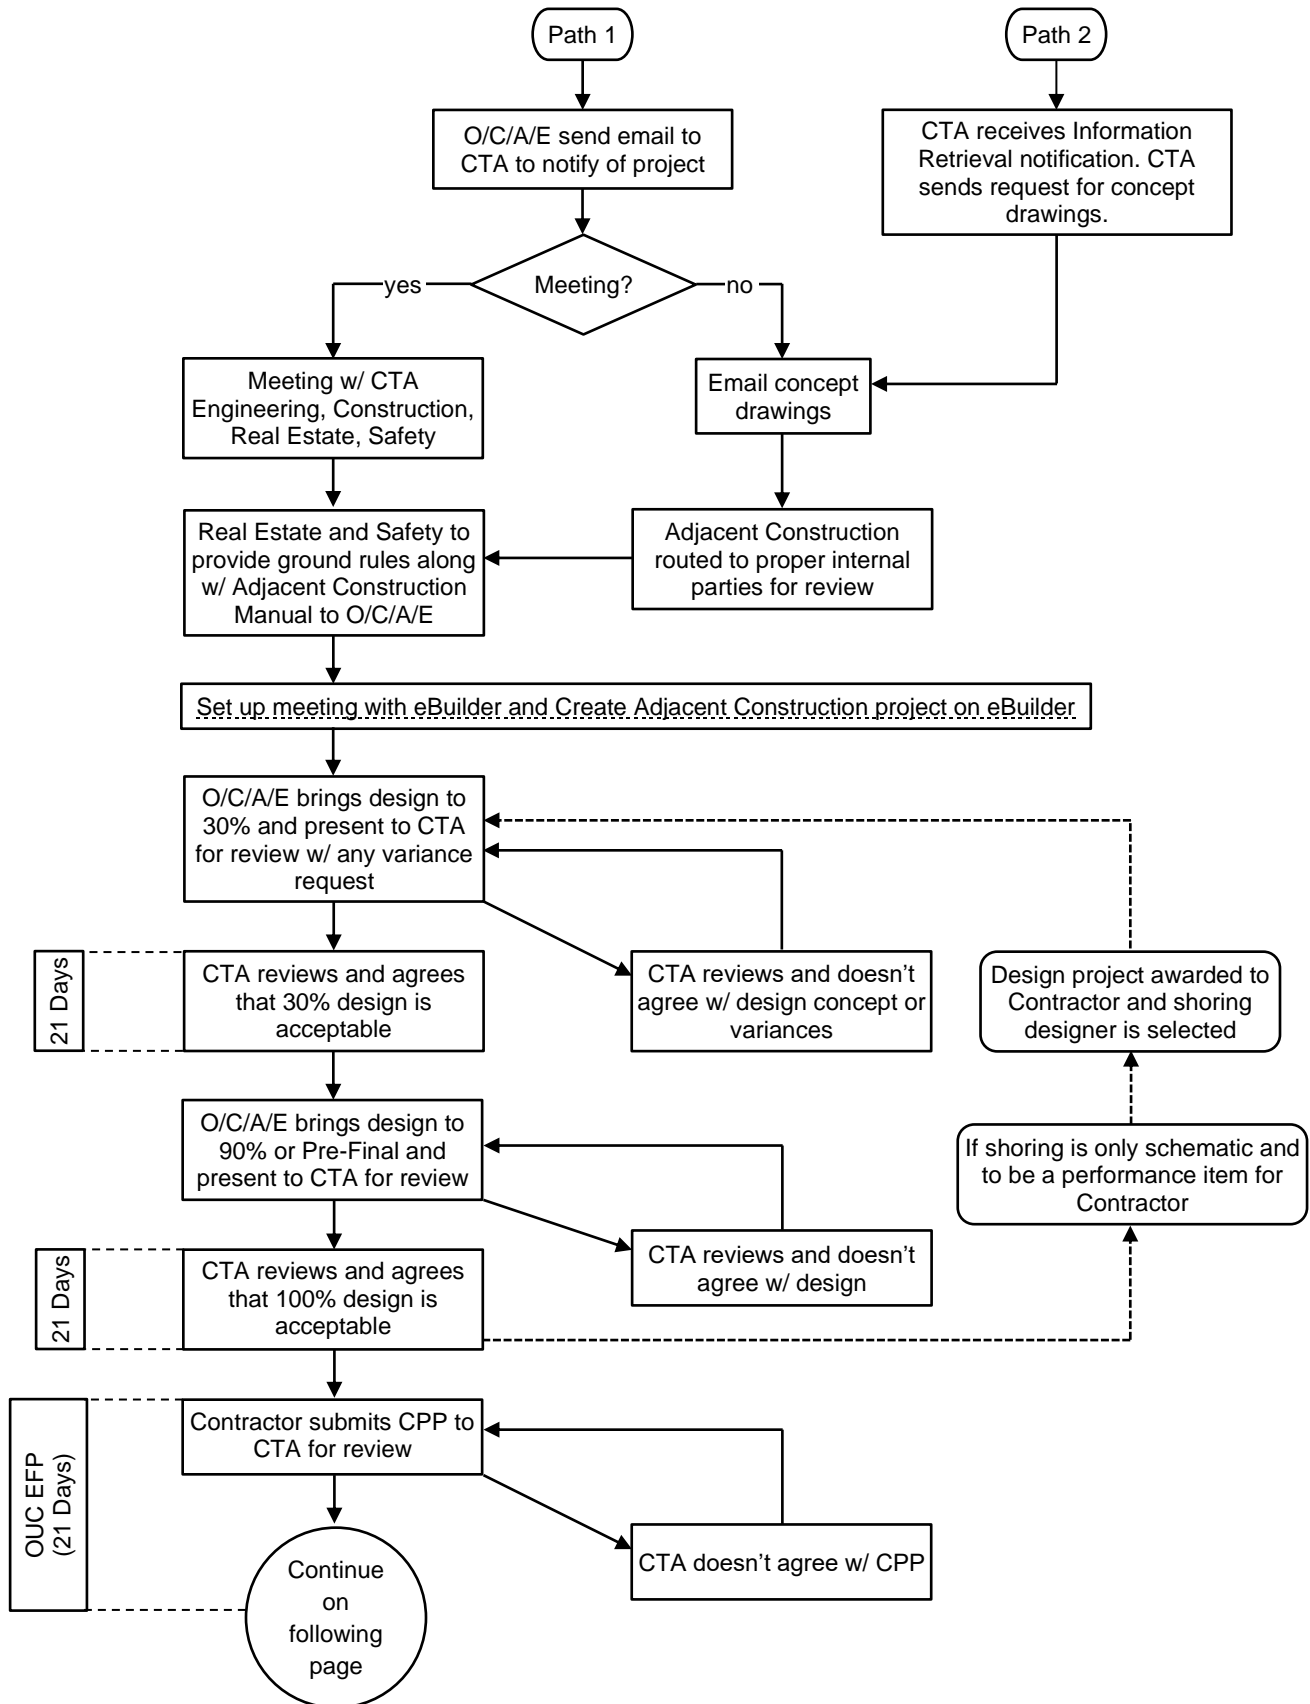 Path 1
Path 2
O/C/A/E send email to
CTA to notify of project
CTA receives Information
Retrieval notification. CTA
sends request for concept
drawings.
Meeting?
yes
no
Meeting w/ CTA
Engineering, Construction,
Real Estate, Safety
Email concept
drawings
Real Estate and Safety to
provide ground rules along
w/ Adjacent Construction
Manual to O/C/A/E
Adjacent Construction
routed to proper internal
parties for review
Set up meeting with eBuilder and Create Adjacent Construction project on eBuilder
O/C/A/E brings design to
30% and present to CTA
for review w/ any variance
request
21 Days
CTA reviews and agrees
that 30% design is
acceptable
CTA reviews and doesn’t
agree w/ design concept or
variances
Design project awarded to
Contractor and shoring
designer is selected
O/C/A/E brings design to
90% or Pre-Final and
present to CTA for review
If shoring is only schematic and
to be a performance item for
Contractor
21 Days
CTA reviews and agrees
that 100% design is
acceptable
CTA reviews and doesn’t
agree w/ design
OUC EFP
(21 Days)
Contractor submits CPP to
CTA for review
CTA doesn’t agree w/ CPP
Continue
on
following
page